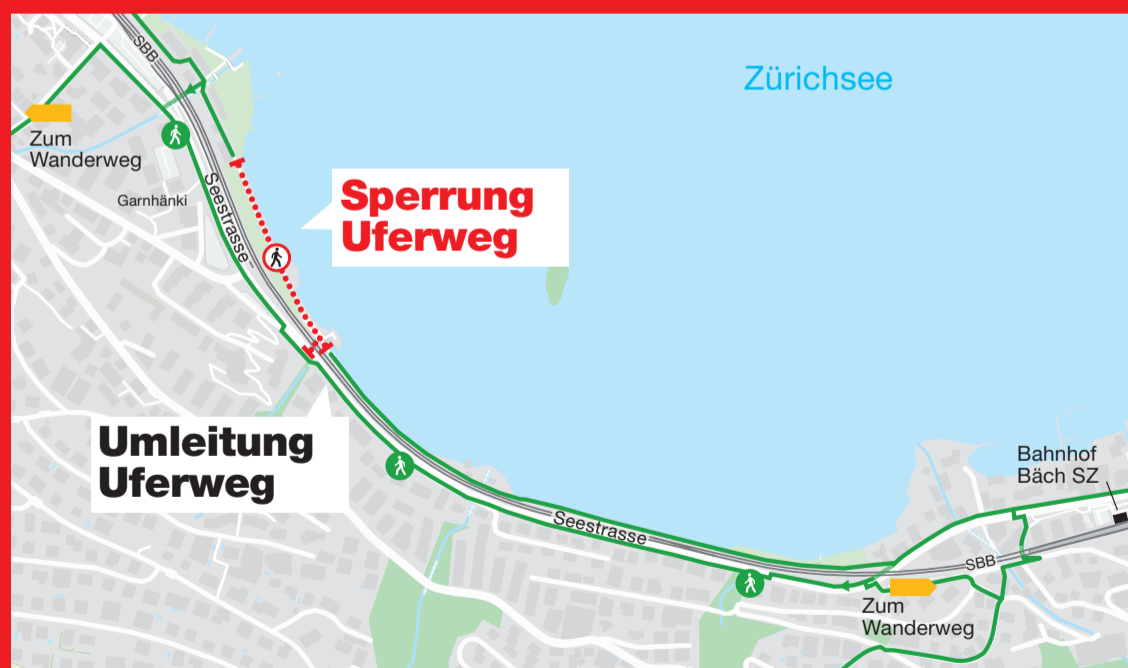 SBB
Zürichsee
Zum
Wanderweg
Garnhänki
Seestrasse
Sperrung
Uferweg
Umleitung
Uferweg
Bahnhof
Bäch SZ
Seestrasse
SBB
Zum
Wanderweg